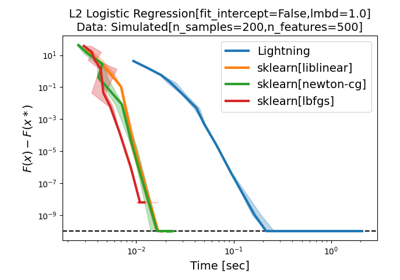 L2 Logistic Regression[fit_intercept=False,lmbd=1.0]
Data: Simulated[n_samples=200,n_features=500]
Lightning
sklearn[liblinear]
sklearn[newton-cg]
sklearn[lbfgs]
F(x) − F(x*)
10¹
10⁻¹
10⁻³
10⁻⁵
10⁻⁷
10⁻⁹
10⁻² 10⁻¹ 10⁰
Time [sec]